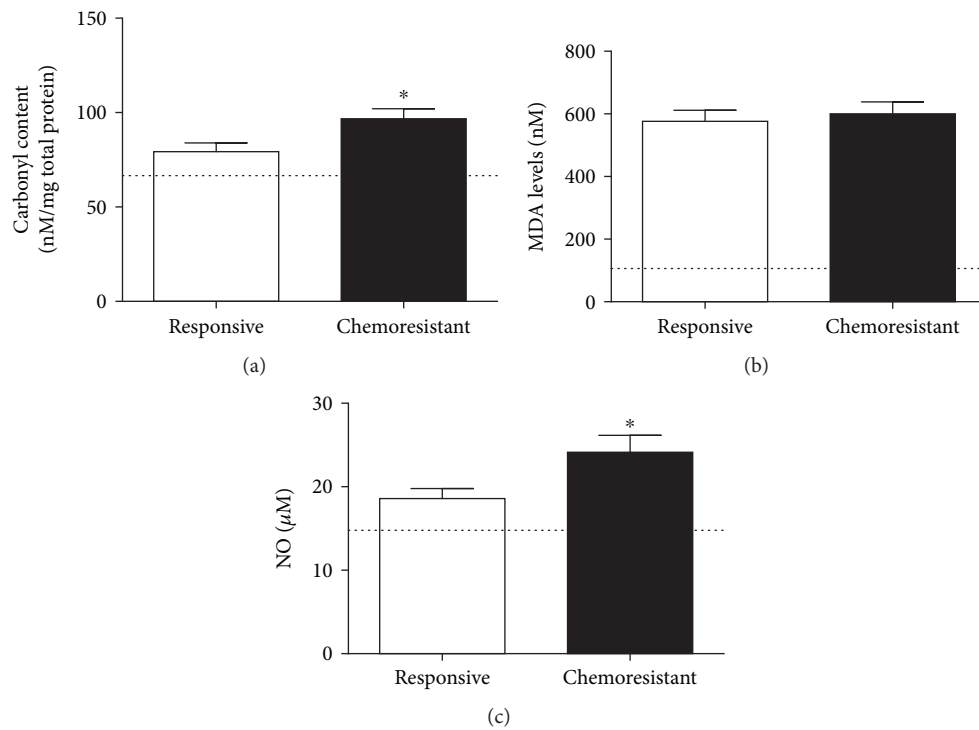 Carbonyl content
(nM/mg total protein)
150
100
50
0
*
Responsive Chemoresistant
(a)
MDA levels (nM)
800
600
400
200
0
Responsive Chemoresistant
(b)
NO (μM)
30
20
10
0
*
Responsive Chemoresistant
(c)